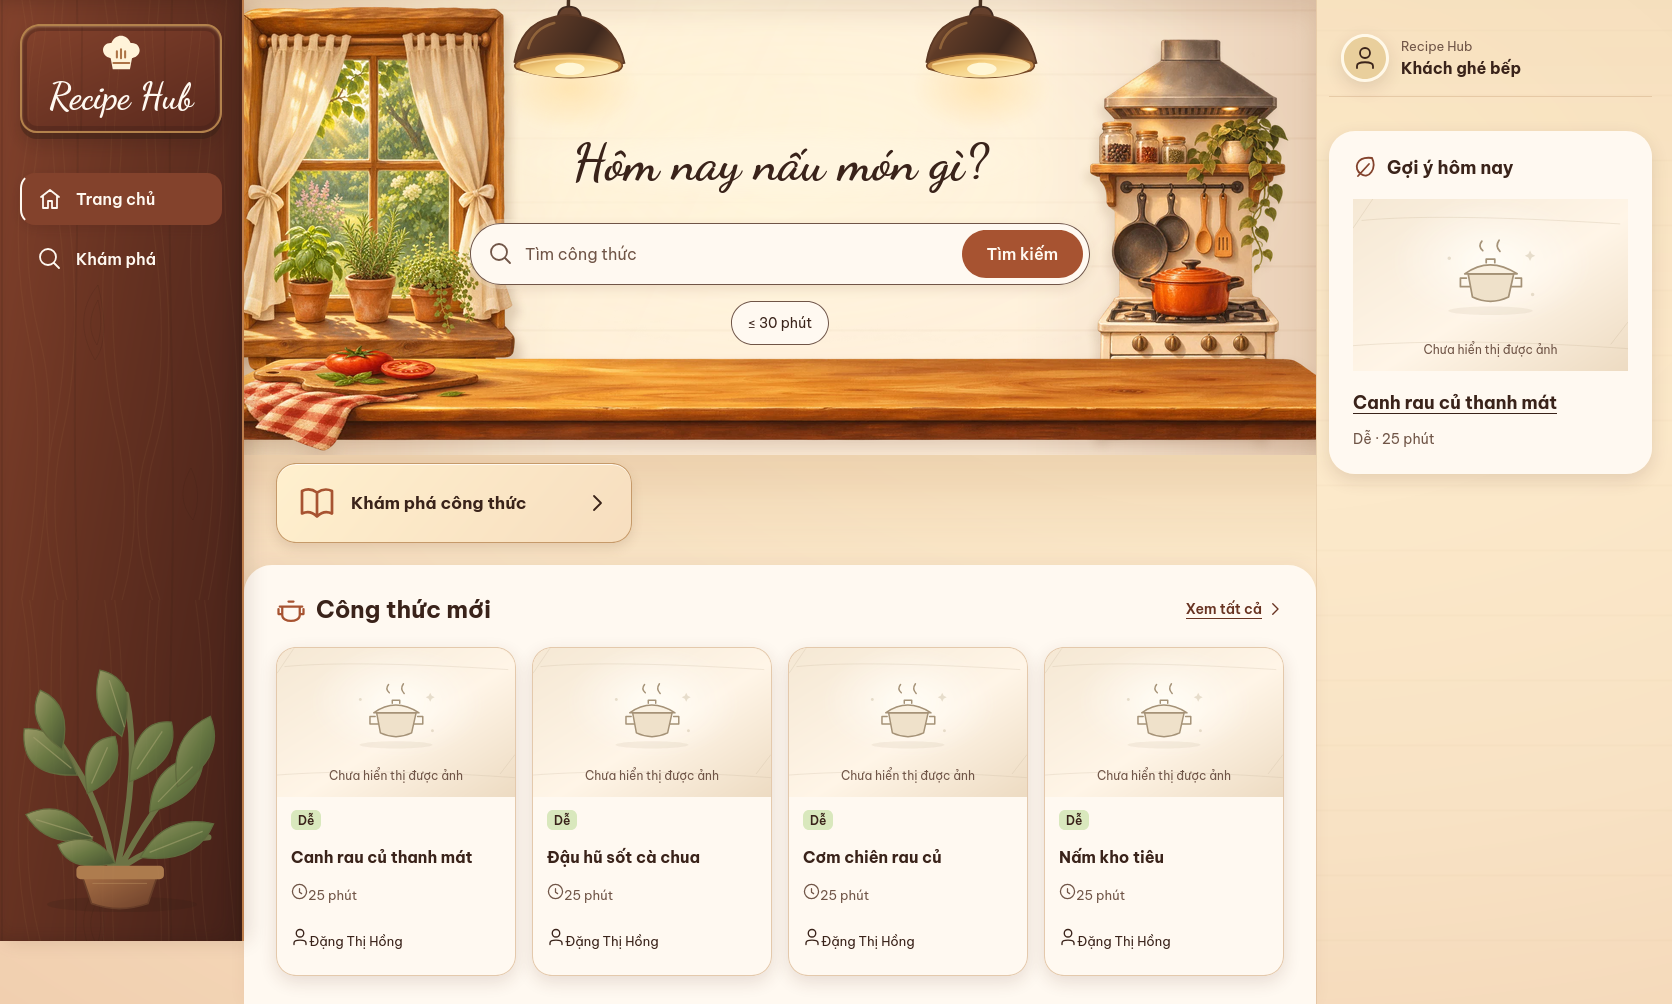 Recipe Hub
Trang chủ
Khám phá
Hôm nay nấu món gì?
Tìm công thức
Tìm kiếm
≤ 30 phút
Khám phá công thức
Công thức mới
Xem tất cả
Chưa hiển thị được ảnh
Dễ
Canh rau củ thanh mát
25 phút
Đặng Thị Hồng
Chưa hiển thị được ảnh
Dễ
Đậu hũ sốt cà chua
25 phút
Đặng Thị Hồng
Chưa hiển thị được ảnh
Dễ
Cơm chiên rau củ
25 phút
Đặng Thị Hồng
Chưa hiển thị được ảnh
Dễ
Nấm kho tiêu
25 phút
Đặng Thị Hồng
Recipe Hub
Khách ghé bếp
Gợi ý hôm nay
Chưa hiển thị được ảnh
Canh rau củ thanh mát
Dễ · 25 phút